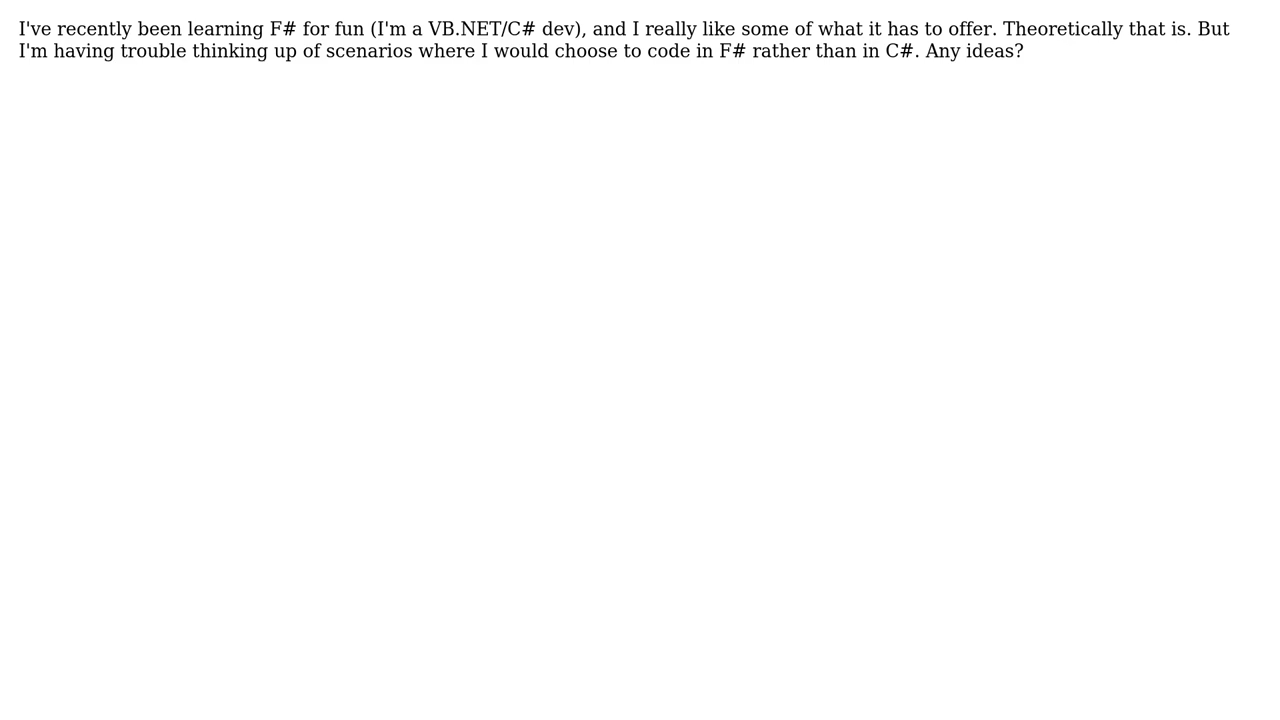 I've recently been learning F# for fun (I'm a VB.NET/C# dev), and I really like some of what it has to offer. Theoretically that is. But
I'm having trouble thinking up of scenarios where I would choose to code in F# rather than in C#. Any ideas?